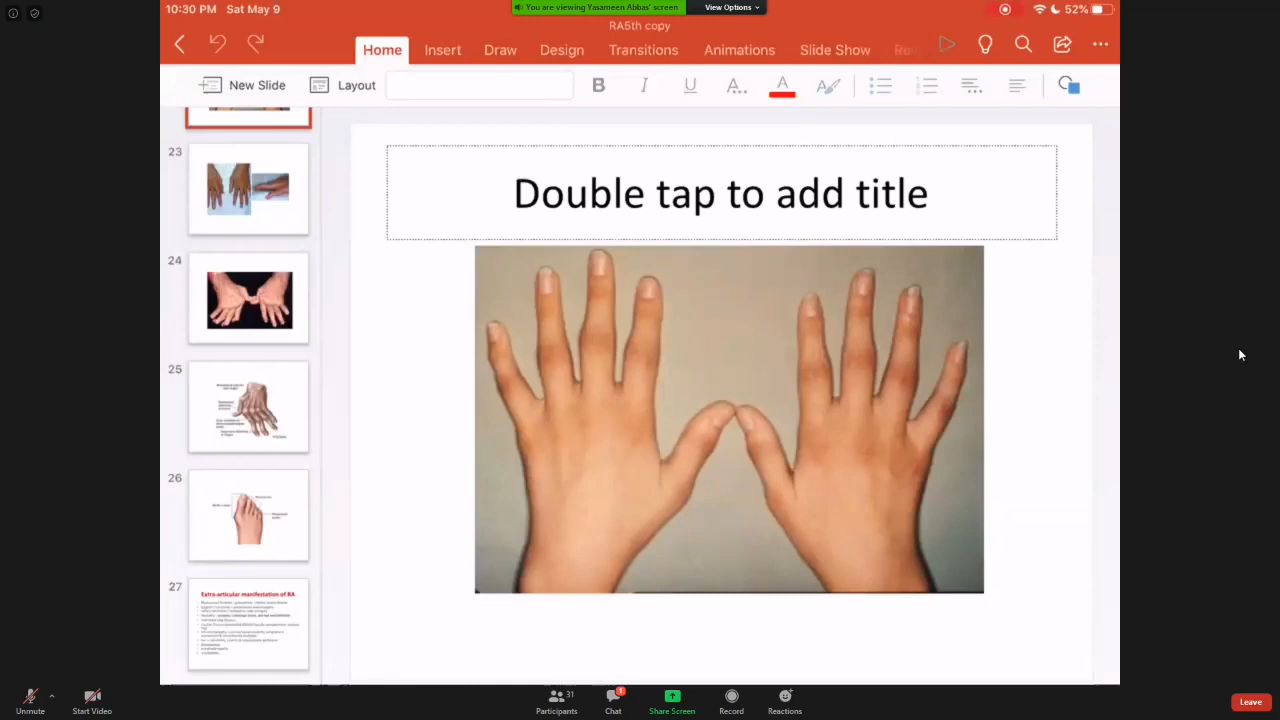 10:30 PM Sat May 9
You are viewing Yasameen Abbas' screen
View Options
52%
RA5th copy
Home Insert Draw Design Transitions Animations Slide Show
New Slide Layout
B I U A A
23
Double tap to add title
24
25
26
27
Extra-articular manifestation of RA
Unmute Start Video
31
1
Participants Chat Share Screen Record Reactions
Leave